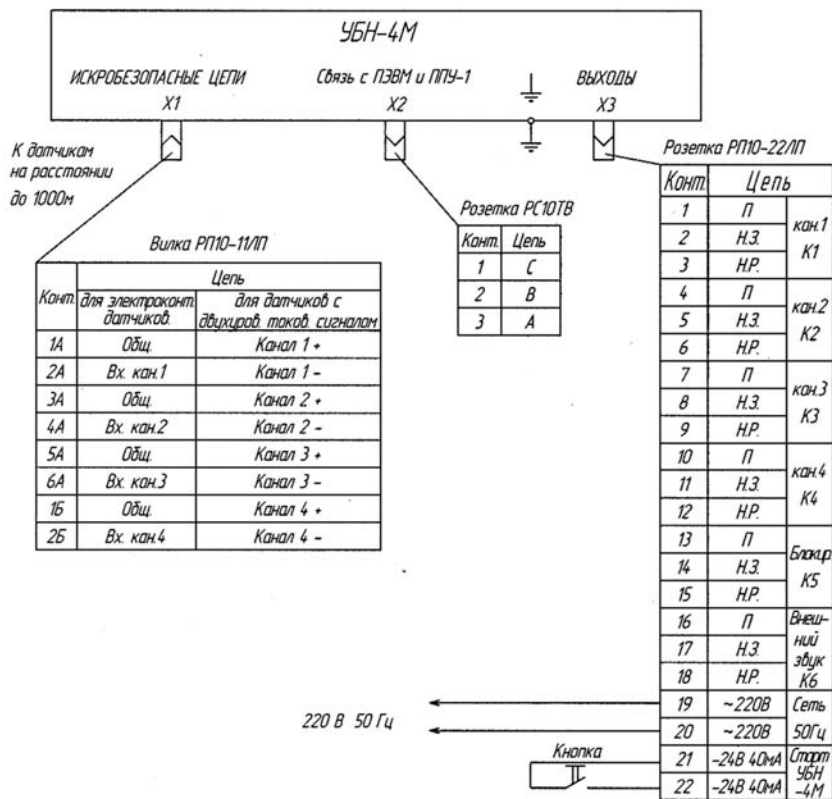 УБН-4М
ИСКРОБЕЗОПАСНЫЕ ЦЕПИ Связь с ПЭВМ и ППУ-1 ВЫХОДЫ
X1 X2 X3
К датчикам
на расстоянии
до 1000м
Вилка РП10-11/ЛП
Конт. Цепь
для электроконт. датчиков. для датчиков с двухуров. токов. сигналом
1А Общ. Канал 1 +
2А Вх. кан.1 Канал 1 -
3А Общ. Канал 2 +
4А Вх. кан.2 Канал 2 -
5А Общ. Канал 3 +
6А Вх. кан.3 Канал 3 -
1Б Общ. Канал 4 +
2Б Вх. кан.4 Канал 4 -
Розетка РС10ТВ
Конт. Цепь
1 С
2 В
3 А
Розетка РП10-22/ЛП
Конт. Цепь
1 П
2 Н.З.
3 Н.Р.
кан.1
К1
4 П
5 Н.З.
6 Н.Р.
кан.2
К2
7 П
8 Н.З.
9 Н.Р.
кан.3
К3
10 П
11 Н.З.
12 Н.Р.
кан.4
К4
13 П
14 Н.З.
15 Н.Р.
Блокир.
К5
16 П
17 Н.З.
18 Н.Р.
Внеш-
ний
звук
К6
19 ~220В Сеть
20 ~220В 50Гц
21 -24В 40мА
22 -24В 40мА
Старт
УБН
-4М
220 В 50 Гц
Кнопка